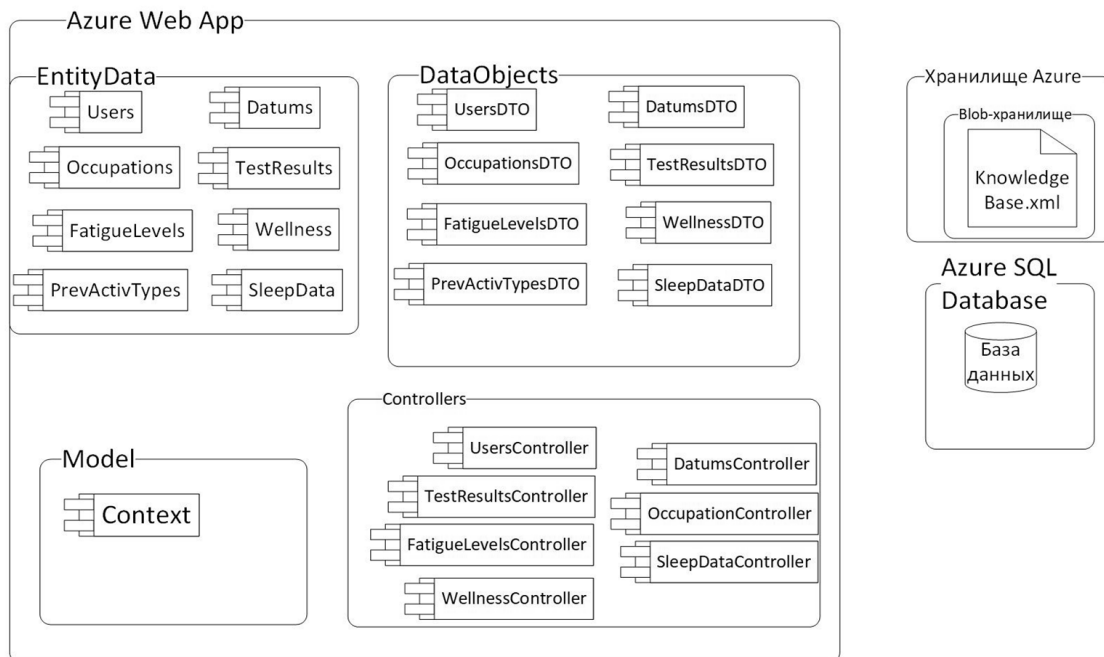 Azure Web App
EntityData
Users
Datums
Occupations
TestResults
FatigueLevels
Wellness
PrevActivTypes
SleepData
DataObjects
UsersDTO
DatumsDTO
OccupationsDTO
TestResultsDTO
FatigueLevelsDTO
WellnessDTO
PrevActivTypesDTO
SleepDataDTO
Model
Context
Controllers
UsersController
DatumsController
TestResultsController
OccupationController
FatigueLevelsController
SleepDataController
WellnessController
Хранилище Azure
Blob-хранилище
Knowledge
Base.xml
Azure SQL
Database
База
данных